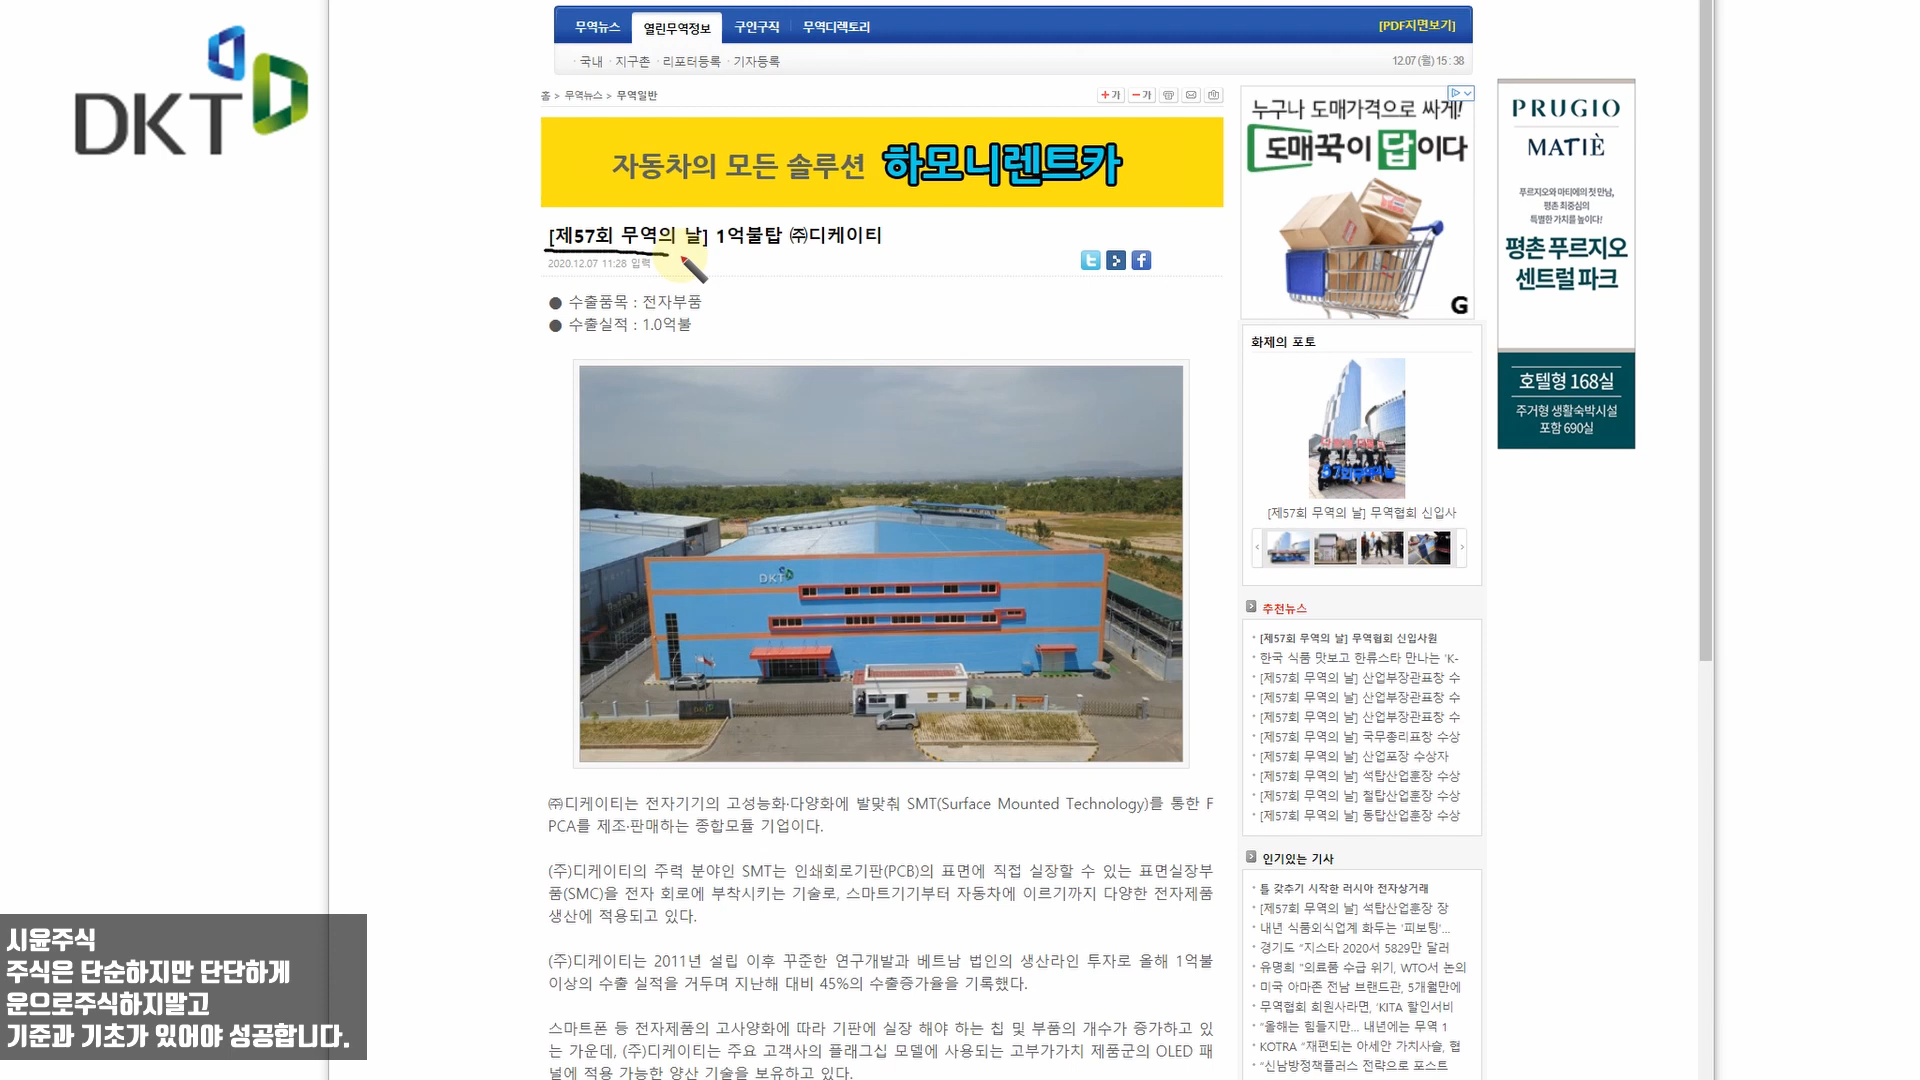 DKT
무역뉴스 열린무역정보 구인구직 무역디렉토리 [PDF지면보기]
· 국내 · 지구촌 · 리포터등록 · 기자등록 12.07 (월) 15 : 38
홈 > 무역뉴스 > 무역일반
+가 -가
자동차의 모든 솔루션 하모니렌트카
[제57회 무역의 날] 1억불탑 ㈜디케이티
2020.12.07 11:28 입력
● 수출품목 : 전자부품
● 수출실적 : 1.0억불
DKT
㈜디케이티는 전자기기의 고성능화·다양화에 발맞춰 SMT(Surface Mounted Technology)를 통한 F
PCA를 제조·판매하는 종합모듈 기업이다.
(주)디케이티의 주력 분야인 SMT는 인쇄회로기판(PCB)의 표면에 직접 실장할 수 있는 표면실장부
품(SMC)을 전자 회로에 부착시키는 기술로, 스마트기기부터 자동차에 이르기까지 다양한 전자제품
생산에 적용되고 있다.
(주)디케이티는 2011년 설립 이후 꾸준한 연구개발과 베트남 법인의 생산라인 투자로 올해 1억불
이상의 수출 실적을 거두며 지난해 대비 45%의 수출증가율을 기록했다.
스마트폰 등 전자제품의 고사양화에 따라 기판에 실장 해야 하는 칩 및 부품의 개수가 증가하고 있
는 가운데, (주)디케이티는 주요 고객사의 플래그십 모델에 사용되는 고부가가치 제품군의 OLED 패
널에 적용 가능한 양산 기술을 보유하고 있다.
누구나 도매가격으로 싸게!
도매꾹이 답이다
G
화제의 포토
[제57회 무역의 날] 무역협회 신입사
추천뉴스
[제57회 무역의 날] 무역협회 신입사원
한국 식품 맛보고 한류스타 만나는 'K-
[제57회 무역의 날] 산업부장관표창 수
[제57회 무역의 날] 산업부장관표창 수
[제57회 무역의 날] 산업부장관표창 수
[제57회 무역의 날] 국무총리표창 수상
[제57회 무역의 날] 산업포장 수상자
[제57회 무역의 날] 석탑산업훈장 수상
[제57회 무역의 날] 철탑산업훈장 수상
[제57회 무역의 날] 동탑산업훈장 수상
인기있는 기사
틀 갖추기 시작한 러시아 전자상거래
[제57회 무역의 날] 석탑산업훈장 장
내년 식품외식업계 화두는 '피보팅'...
경기도 “지스타 2020서 5829만 달러
유명희 “의료품 수급 위기, WTO서 논의
미국 아마존 전남 브랜드관, 5개월만에
무역협회 회원사라면, 'KITA 할인서비
“올해는 힘들지만... 내년에는 무역 1
KOTRA “재편되는 아세안 가치사슬, 협
“신남방정책플러스 전략으로 포스트
PRUGIO
MATIÈ
푸르지오와 마티에의 첫 만남,
평촌 최중심의
특별한 가치를 높이다!
평촌 푸르지오
센트럴 파크
호텔형 168실
주거형 생활숙박시설
포함 690실
시윤주식
주식은 단순하지만 단단하게
운으로주식하지말고
기준과 기초가 있어야 성공합니다.